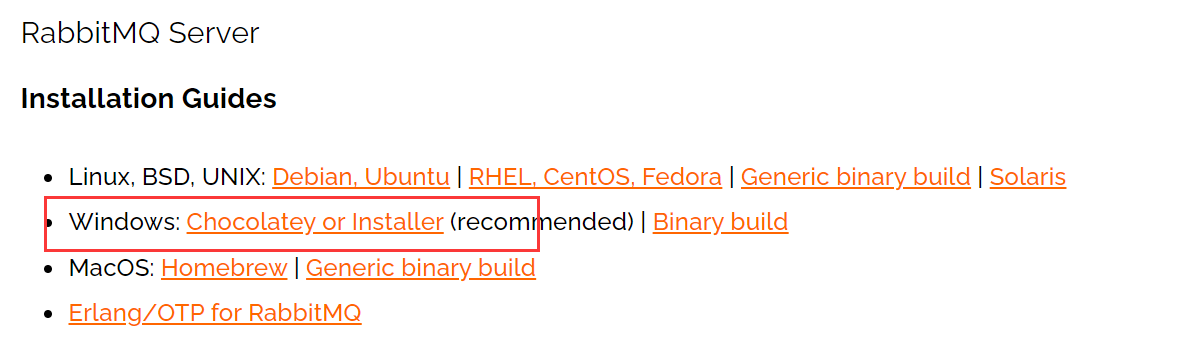 RabbitMQ Server
Installation Guides
Linux, BSD, UNIX: Debian, Ubuntu | RHEL, CentOS, Fedora | Generic binary build | Solaris
Windows: Chocolatey or Installer (recommended) | Binary build
MacOS: Homebrew | Generic binary build
Erlang/OTP for RabbitMQ